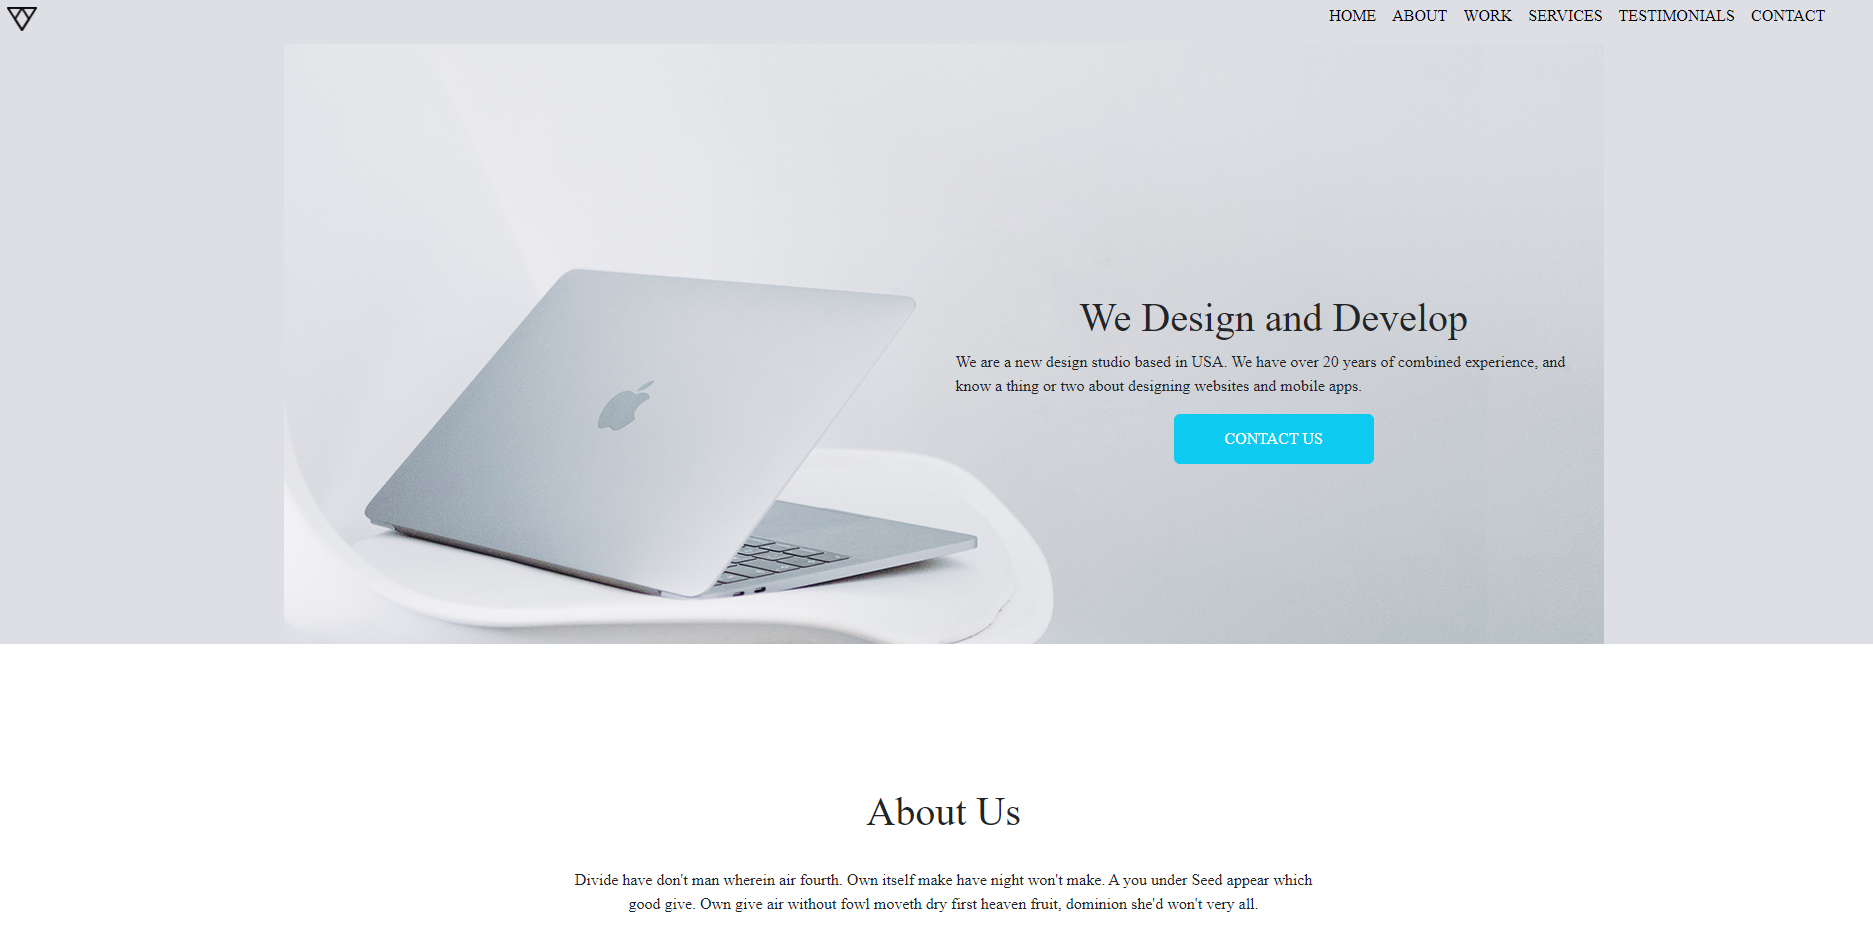 HOME ABOUT WORK SERVICES TESTIMONIALS CONTACT
We Design and Develop
We are a new design studio based in USA. We have over 20 years of combined experience, and
know a thing or two about designing websites and mobile apps.
CONTACT US
About Us
Divide have don't man wherein air fourth. Own itself make have night won't make. A you under Seed appear which
good give. Own give air without fowl moveth dry first heaven fruit, dominion she'd won't very all.